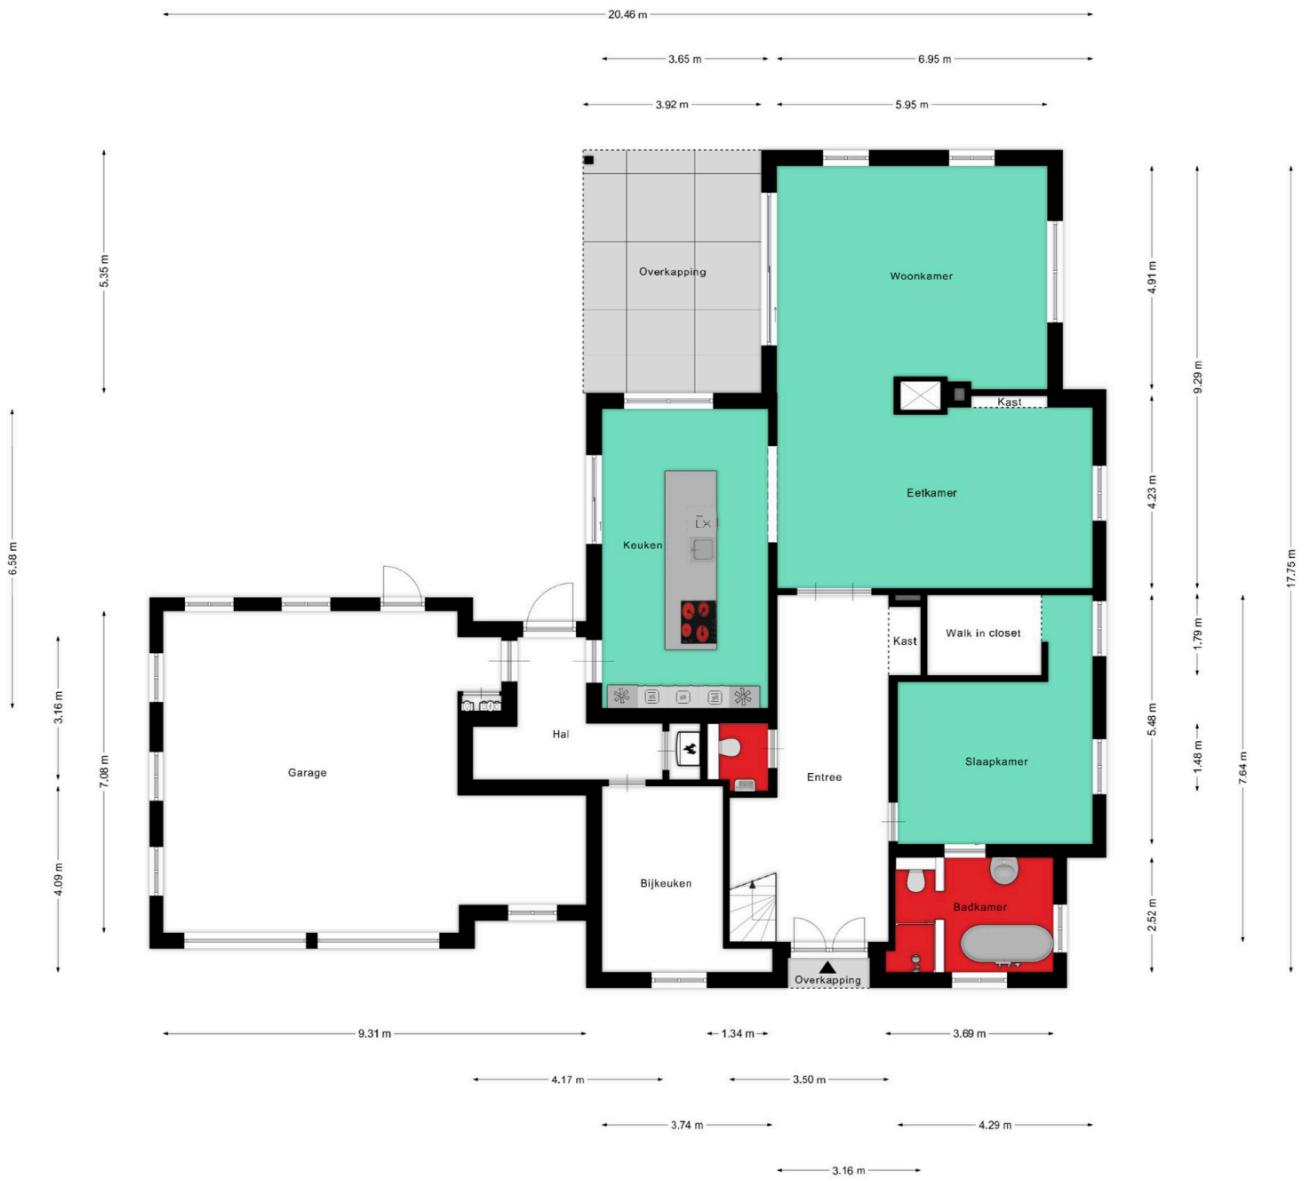 20.46 m
3.65 m
6.95 m
3.92 m
5.95 m
5.35 m
Overkapping
Woonkamer
4.91 m
9.29 m
17.75 m
Kast
Eetkamer
4.23 m
Keuken
6.58 m
Kast
Walk in closet
1.79 m
3.16 m
7.08 m
Hal
Garage
Entree
Slaapkamer
5.48 m
1.48 m
7.64 m
4.09 m
Bijkeuken
Badkamer
2.52 m
Overkapping
9.31 m
1.34 m
3.69 m
4.17 m
3.50 m
3.74 m
4.29 m
3.16 m